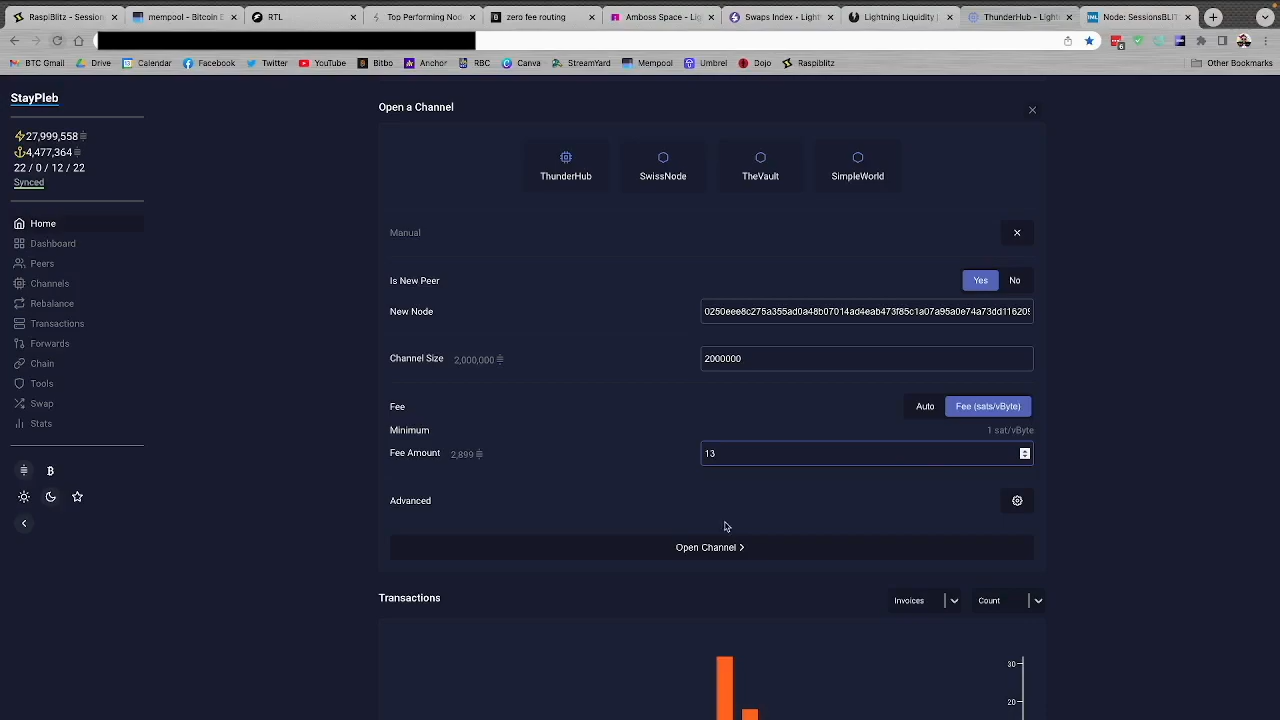 RaspiBlitz - Session
mempool - Bitcoin E
RTL
Top Performing Nod
zero fee routing
Amboss Space - Lig
Swaps Index - Lightn
Lightning Liquidity |
ThunderHub - Light
Node: SessionsBLIT
BTC Gmail
Drive
Calendar
Facebook
Twitter
YouTube
Bitbo
Anchor
RBC
Canva
StreamYard
Mempool
Umbrel
Dojo
Raspiblitz
Other Bookmarks
StayPleb
27,999,558
4,477,364
22 / 0 / 12 / 22
Synced
Home
Dashboard
Peers
Channels
Rebalance
Transactions
Forwards
Chain
Tools
Swap
Stats
Open a Channel
ThunderHub
SwissNode
TheVault
SimpleWorld
Manual
Is New Peer
Yes
No
New Node
0250eee8c275a355ad0a48b07014ad4eab473f85c1a07a95a0e74a73dd116205
Channel Size 2,000,000
2000000
Fee
Auto
Fee (sats/vByte)
Minimum
1 sat/vByte
Fee Amount 2,899
13
Advanced
Open Channel
Transactions
Invoices
Count
30
20